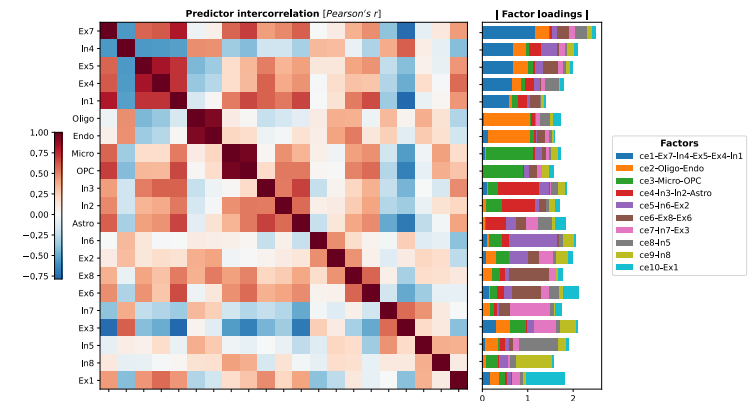 Predictor intercorrelation [Pearson's r]
| Factor loadings |
Ex7
In4
Ex5
Ex4
In1
Oligo
Endo
Micro
OPC
In3
In2
Astro
In6
Ex2
Ex8
Ex6
In7
Ex3
In5
In8
Ex1
1.00
0.75
0.50
0.25
0.00
−0.25
−0.50
−0.75
0 1 2
Factors
ce1-Ex7-In4-Ex5-Ex4-In1
ce2-Oligo-Endo
ce3-Micro-OPC
ce4-In3-In2-Astro
ce5-In6-Ex2
ce6-Ex8-Ex6
ce7-In7-Ex3
ce8-In5
ce9-In8
ce10-Ex1